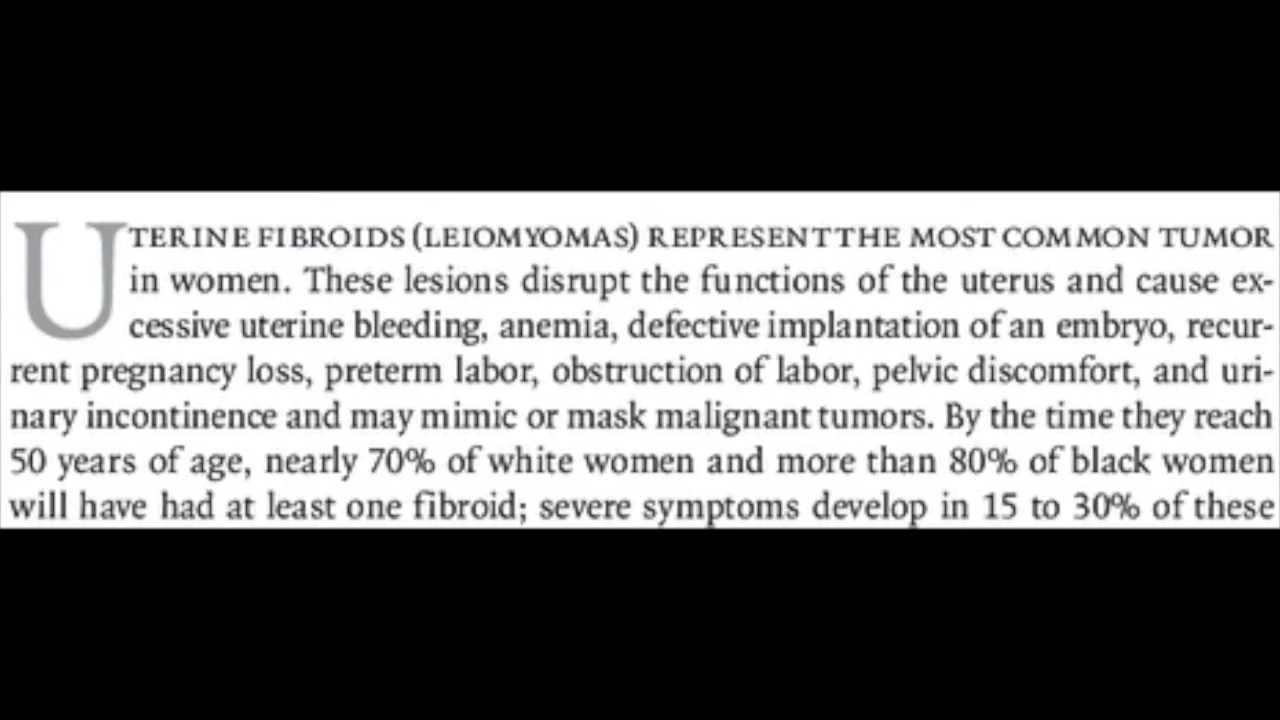 UTERINE FIBROIDS (LEIOMYOMAS) REPRESENT THE MOST COMMON TUMOR
in women. These lesions disrupt the functions of the uterus and cause ex-
cessive uterine bleeding, anemia, defective implantation of an embryo, recur-
rent pregnancy loss, preterm labor, obstruction of labor, pelvic discomfort, and uri-
nary incontinence and may mimic or mask malignant tumors. By the time they reach
50 years of age, nearly 70% of white women and more than 80% of black women
will have had at least one fibroid; severe symptoms develop in 15 to 30% of these